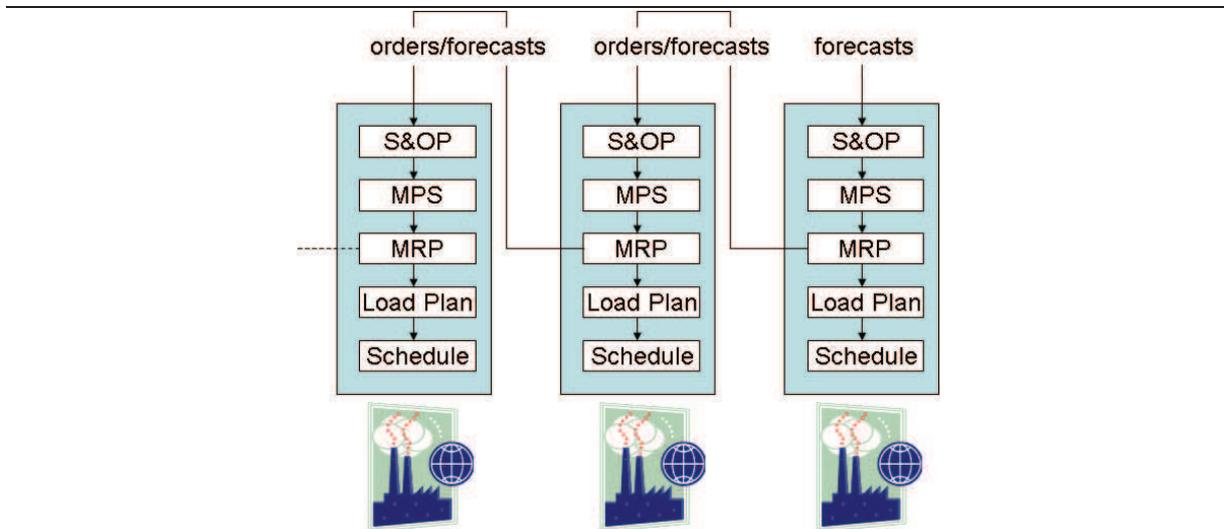 orders/forecasts
orders/forecasts
forecasts
S&OP
MPS
MRP
Load Plan
Schedule
S&OP
MPS
MRP
Load Plan
Schedule
S&OP
MPS
MRP
Load Plan
Schedule